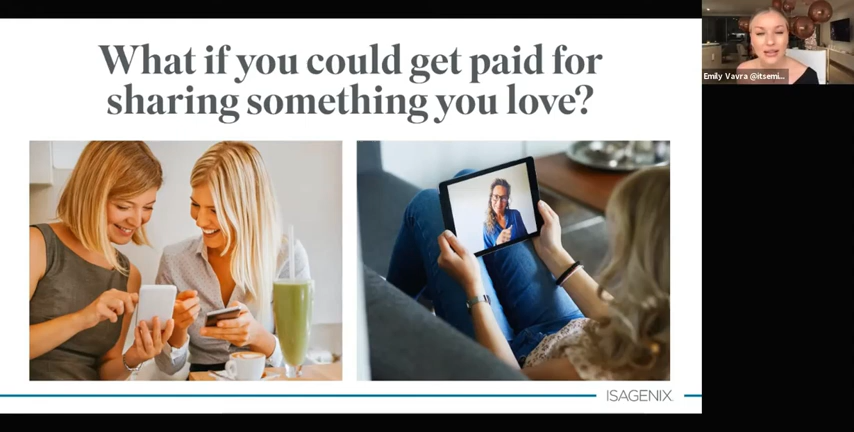 What if you could get paid for
sharing something you love?
Emily Vavra @itsemi...
ISAGENIX.